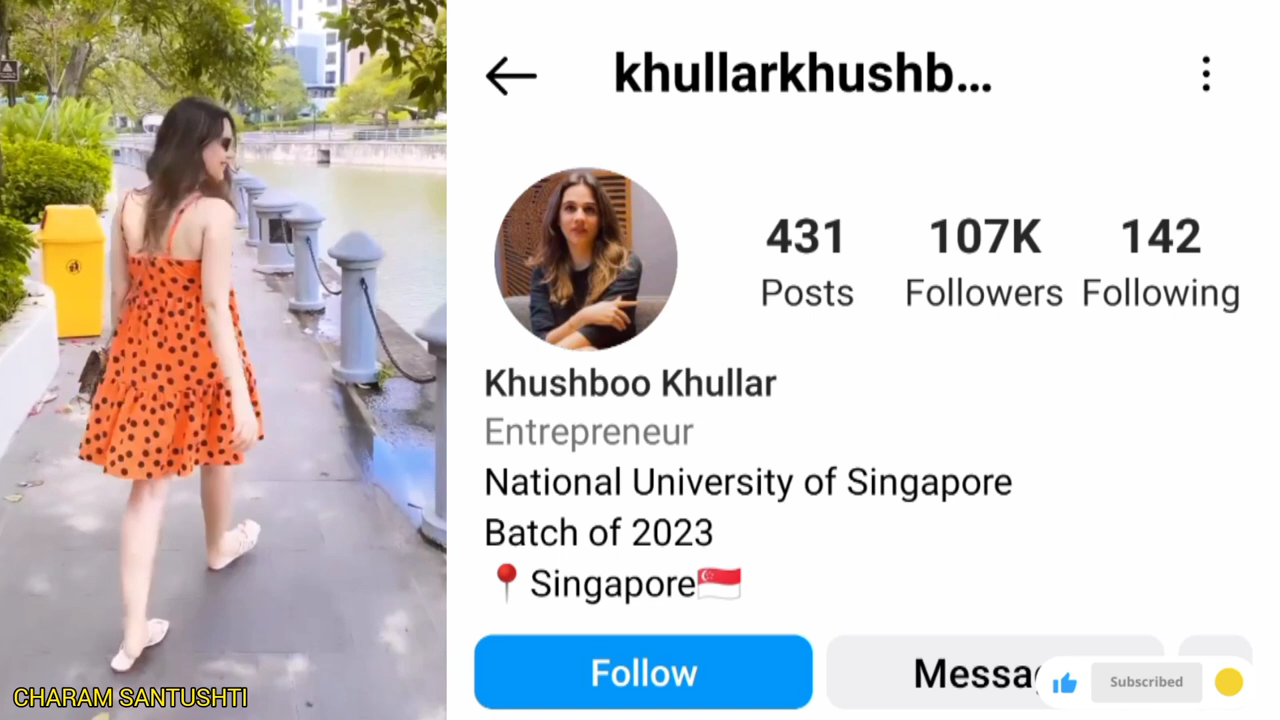 khullarkhushb...
431 107K 142
Posts Followers Following
Khushboo Khullar
Entrepreneur
National University of Singapore
Batch of 2023
📍Singapore🇸🇬
Follow
Messa
Subscribed
CHARAM SANTUSHTI